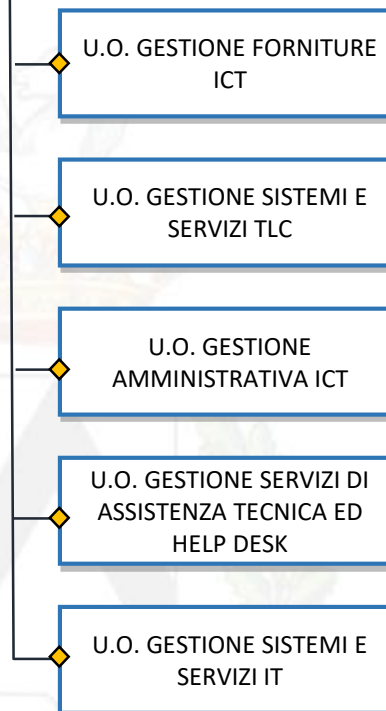 U.O. GESTIONE FORNITURE
ICT
U.O. GESTIONE SISTEMI E
SERVIZI TLC
U.O. GESTIONE
AMMINISTRATIVA ICT
U.O. GESTIONE SERVIZI DI
ASSISTENZA TECNICA ED
HELP DESK
U.O. GESTIONE SISTEMI E
SERVIZI IT